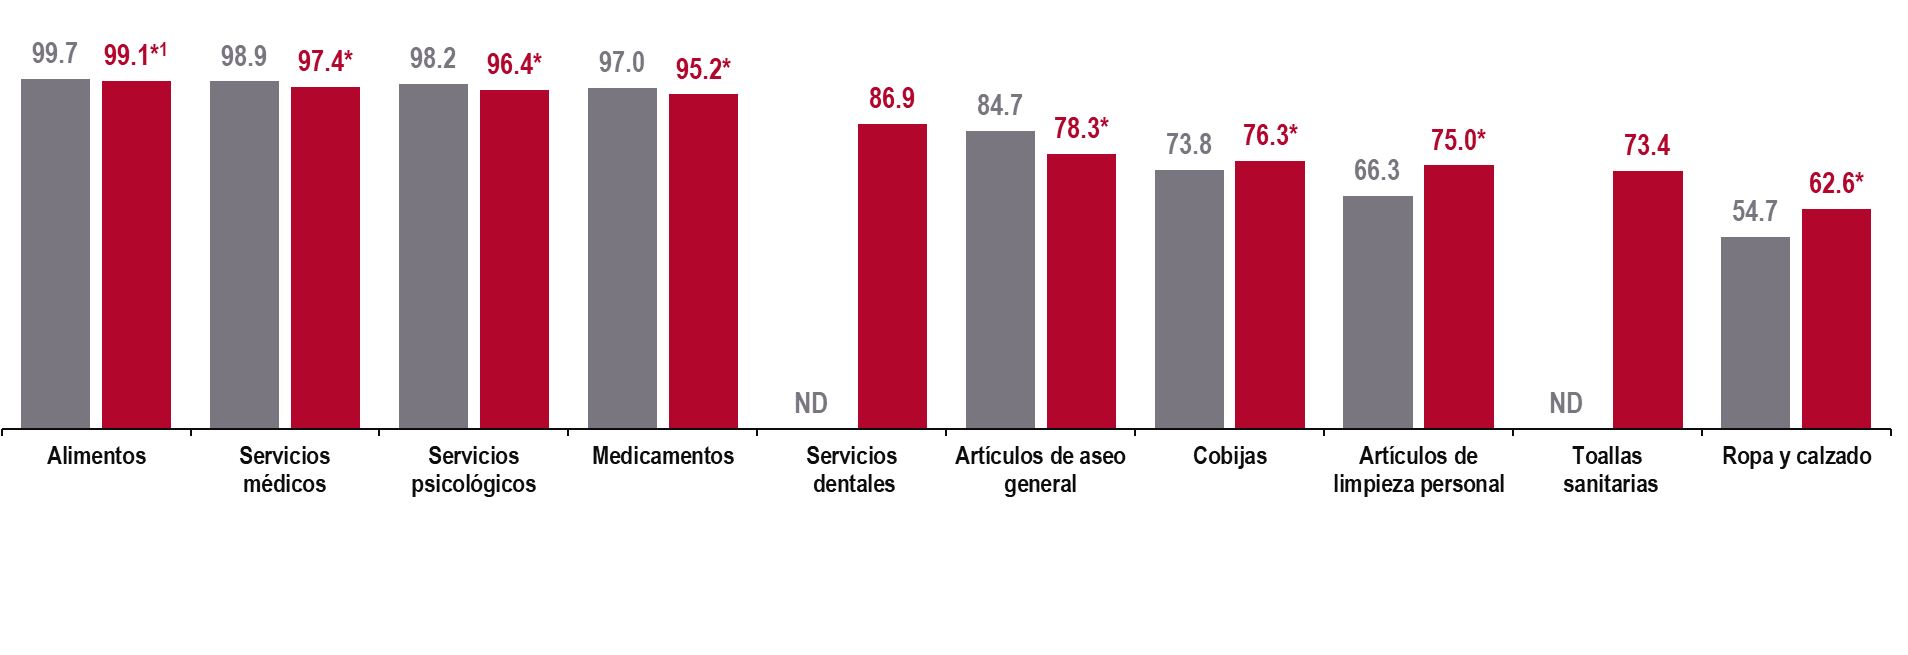 99.7 99.1*¹ 98.9 97.4* 98.2 96.4* 97.0 95.2* 86.9 84.7 78.3* 73.8 76.3* 66.3 75.0* 73.4 54.7 62.6*
ND ND
Alimentos Servicios Servicios Medicamentos Servicios Artículos de aseo Cobijas Artículos de Toallas Ropa y calzado
médicos psicológicos dentales general limpieza personal sanitarias